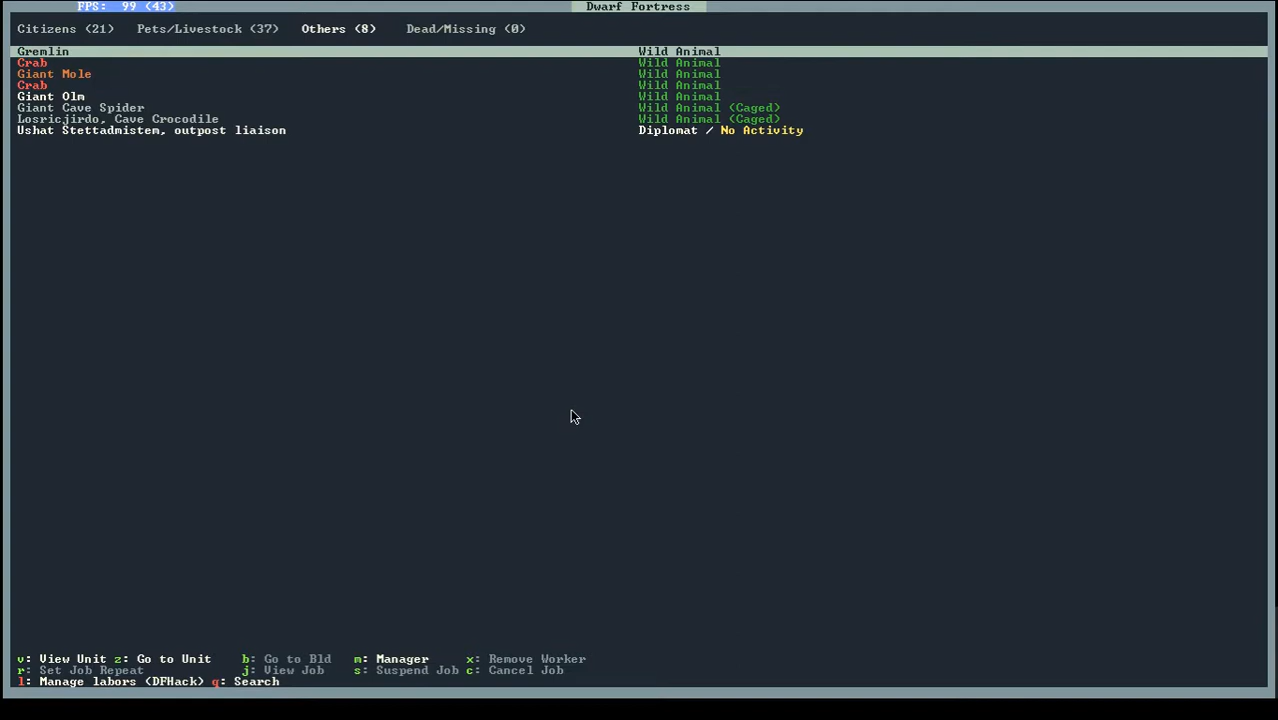 FPS: 99 (43) Dwarf Fortress
Citizens (21) Pets/Livestock (37) Others (8) Dead/Missing (0)
Gremlin Wild Animal
Crab Wild Animal
Giant Mole Wild Animal
Crab Wild Animal
Giant Olm Wild Animal
Giant Cave Spider Wild Animal (Caged)
Losricjirdo, Cave Crocodile Wild Animal (Caged)
Ushat Stettadmistem, outpost liaison Diplomat / No Activity
v: View Unit z: Go to Unit b: Go to Bld m: Manager x: Remove Worker
r: Set Job Repeat j: View Job s: Suspend Job c: Cancel Job
l: Manage labors (DFHack) q: Search